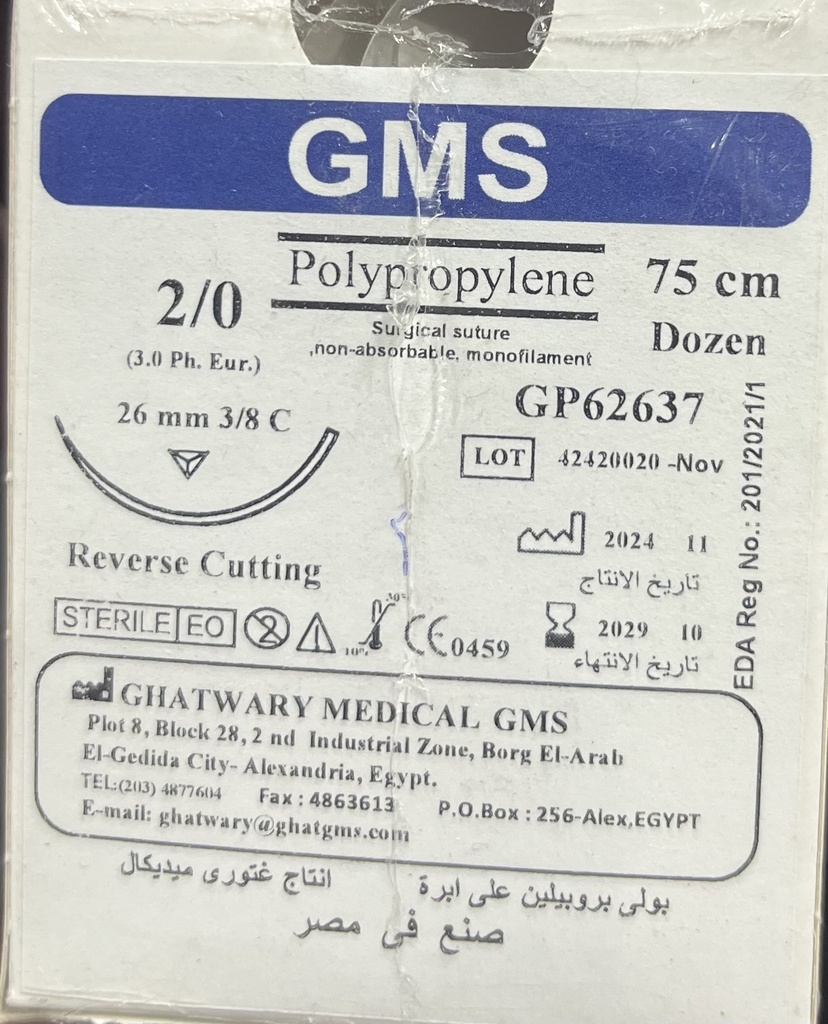 GMS
Polypropylene
2/0
75 cm
Surgical suture
,non-absorbable, monofilament
Dozen
(3.0 Ph. Eur.)
26 mm 3/8 C
GP62637
LOT 42420020 -Nov
EDA Reg No.: 201/2021/1
2024 11
تاريخ الانتاج
Reverse Cutting
2029 10
تاريخ الانتهاء
STERILE EO 2 10° 30° CE 0459
GHATWARY MEDICAL GMS
Plot 8, Block 28, 2 nd Industrial Zone, Borg El-Arab
El-Gedida City- Alexandria, Egypt.
TEL:(203) 4877604 Fax : 4863613 P.O.Box : 256-Alex,EGYPT
E-mail: ghatwary@ghatgms.com
بولى بروبيلين على ابرة انتاج غتورى ميديكال
صنع فى مصر